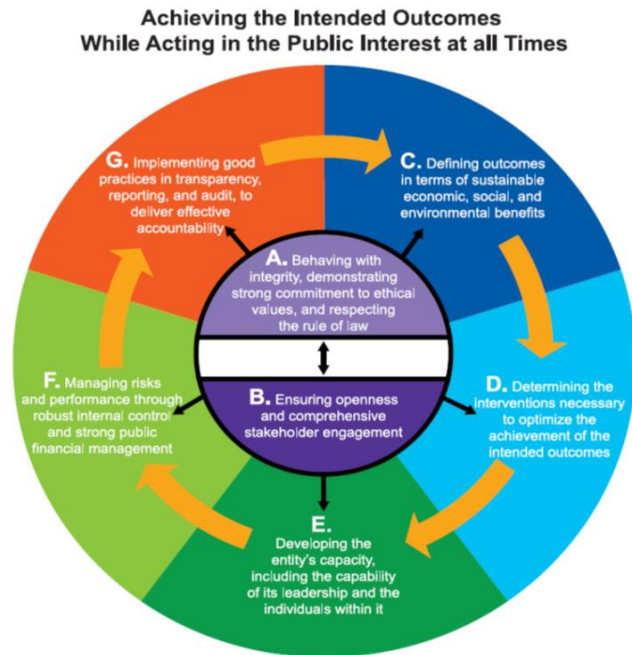 Achieving the Intended Outcomes
While Acting in the Public Interest at all Times
G. Implementing good
practices in transparency,
reporting, and audit, to
deliver effective
accountability
C. Defining outcomes
in terms of sustainable
economic, social, and
environmental benefits
A. Behaving with
integrity, demonstrating
strong commitment to ethical
values, and respecting
the rule of law
B. Ensuring openness
and comprehensive
stakeholder engagement
F. Managing risks
and performance through
robust internal control
and strong public
financial management
D. Determining the
interventions necessary
to optimize the
achievement of the
intended outcomes
E.
Developing the
entity's capacity,
including the capability
of its leadership and the
individuals within it